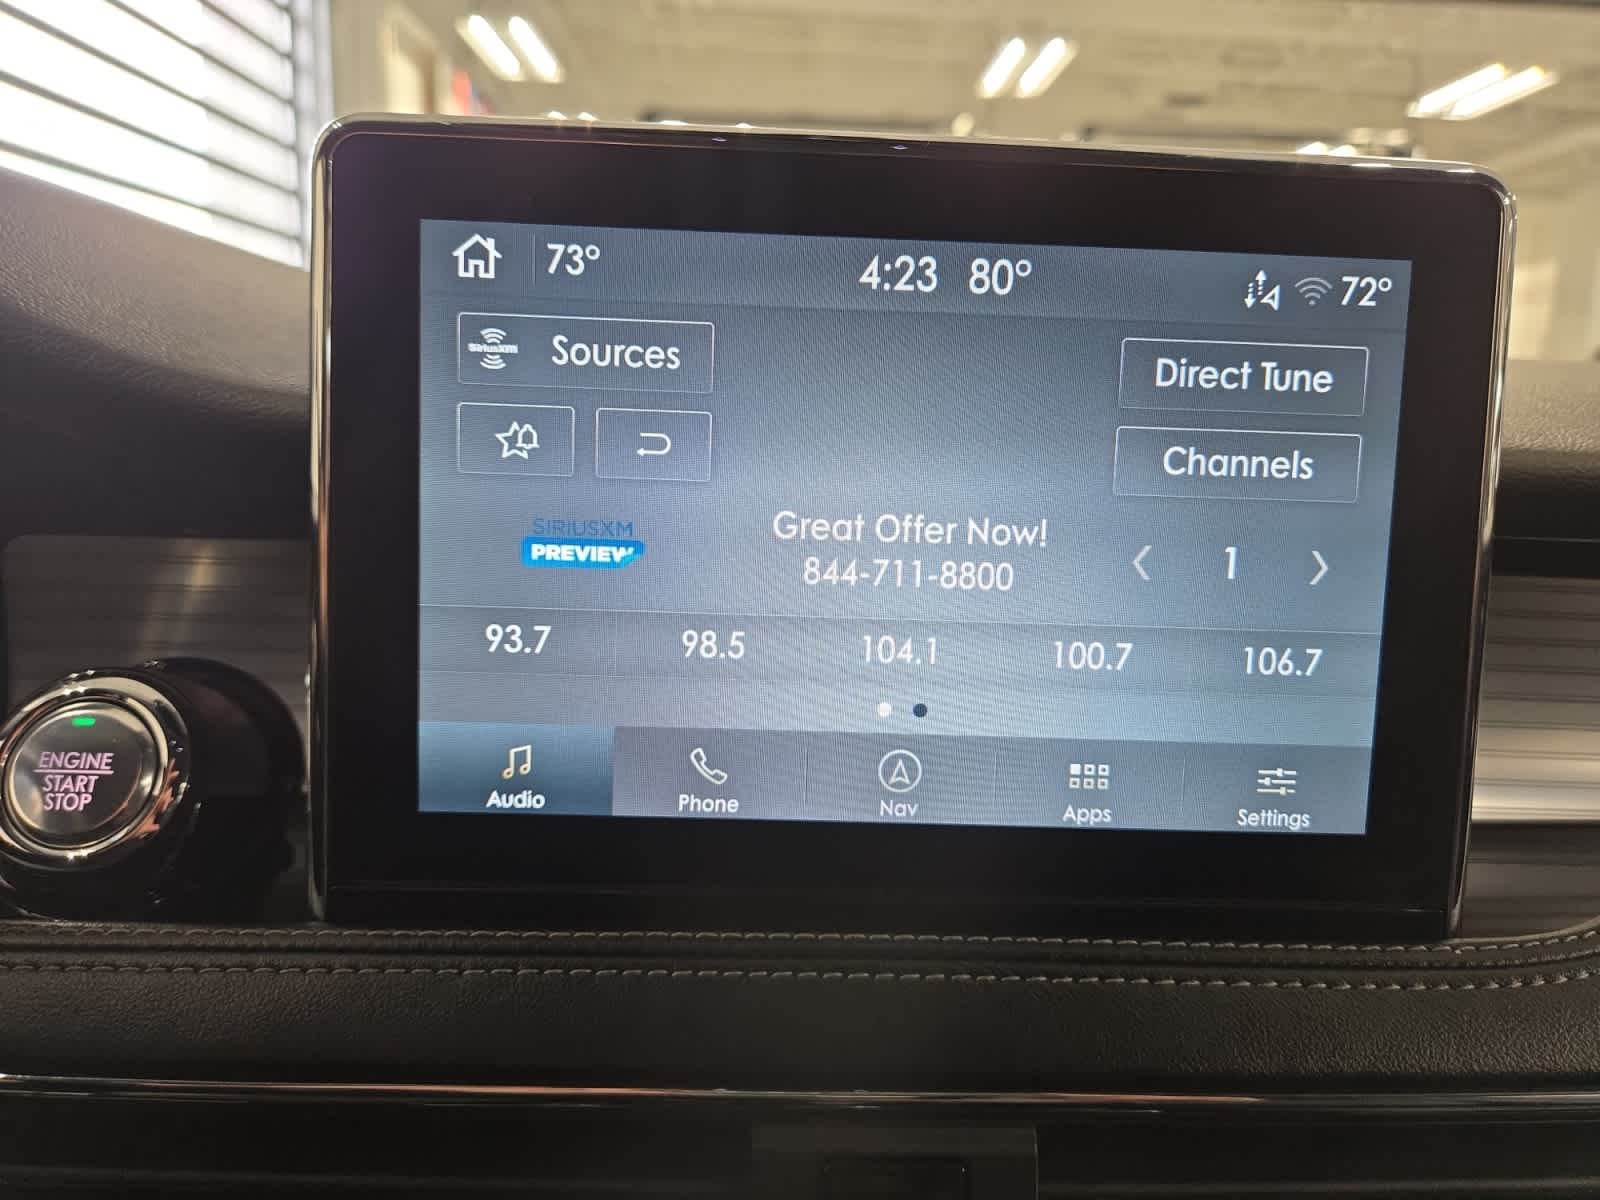 73° 4:23 80° 72°
SiriusXM Sources
Direct Tune
Channels
SIRIUSXM
PREVIEW
Great Offer Now!
844-711-8800
1
93.7 98.5 104.1 100.7 106.7
Audio Phone Nav Apps Settings
ENGINE
START
STOP